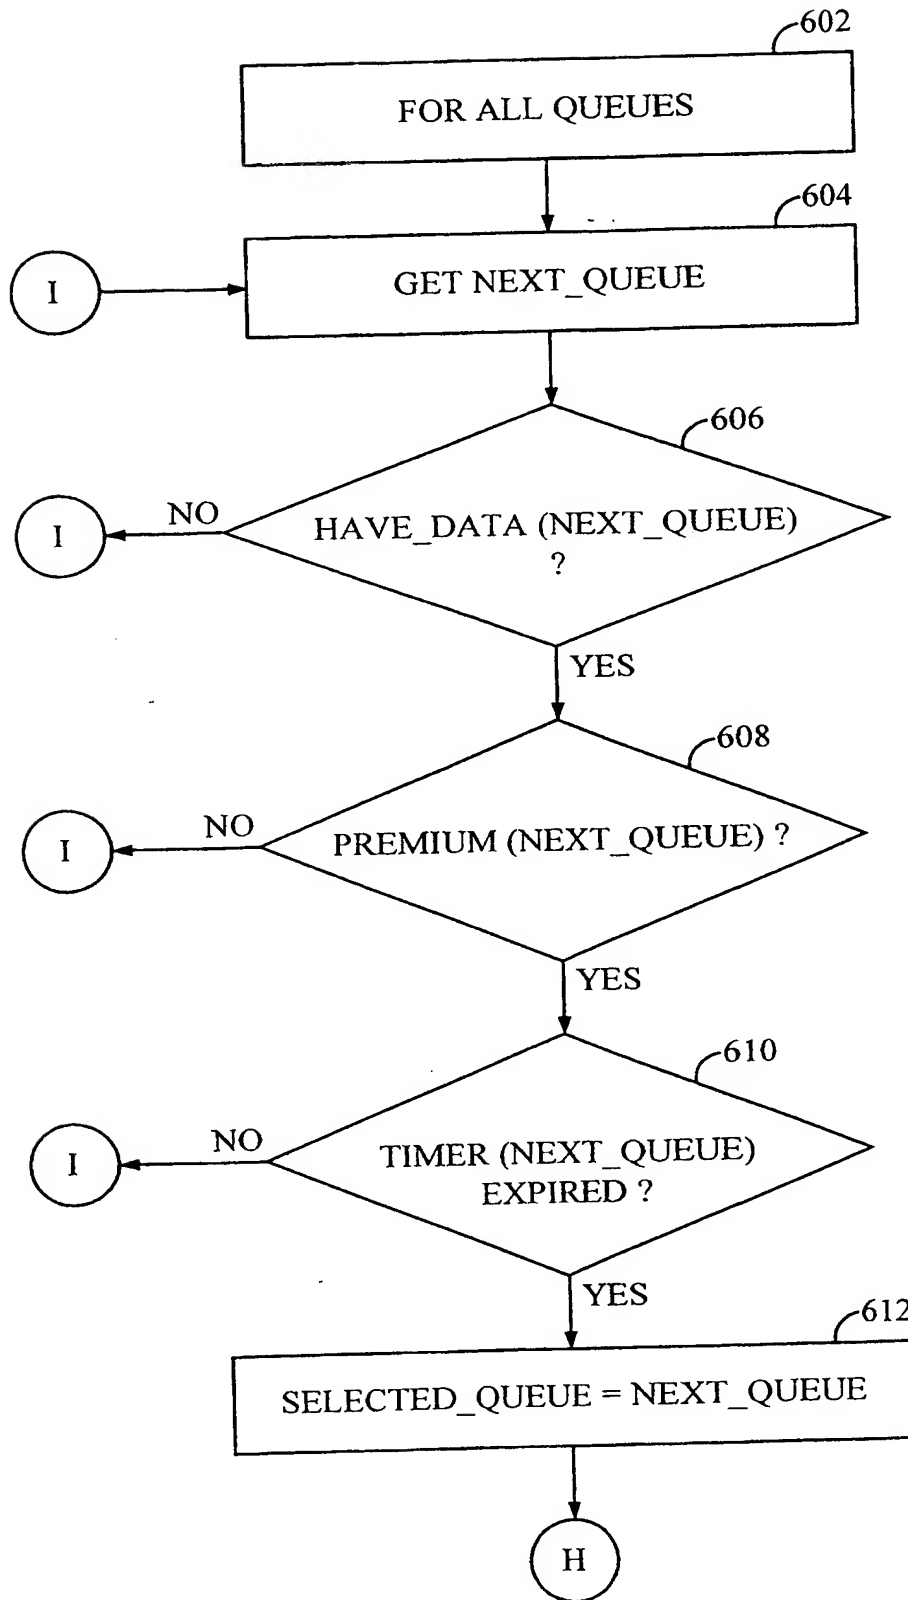 602
FOR ALL QUEUES
604
I
GET NEXT_QUEUE
606
I
NO
HAVE_DATA (NEXT_QUEUE)
?
YES
608
I
NO
PREMIUM (NEXT_QUEUE) ?
YES
610
I
NO
TIMER (NEXT_QUEUE)
EXPIRED ?
YES
612
SELECTED_QUEUE = NEXT_QUEUE
H